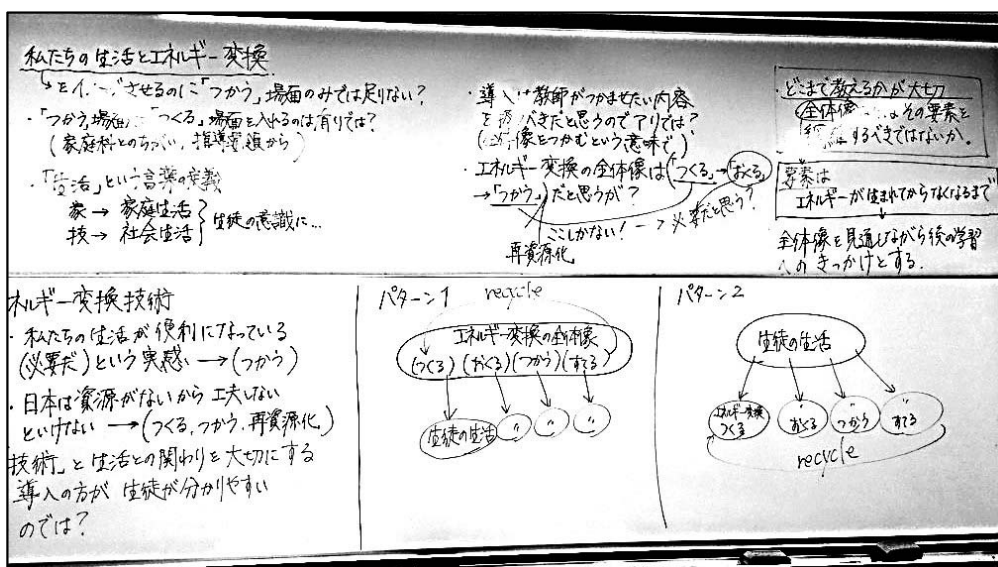 私たちの生活とエネルギー変換
させるのに「つかう」場面のみでは足りない?
・「つかう」場面に「つくる」場面を入れるのは有りでは?
(家庭科とのちがい、指導要領から)
・「生活」という言葉の定義
家→家庭生活
技→社会生活
生徒の意識に…
・導入は教師がつかませたい内容
を べきだと思うのでアリでは?
(全体像をつかむという意味で)
・エネルギー変換の全体像は(「つくる」→「おくる」
→「つかう」)だと思うが?
ここしかない!→必要だと思う?
再資源化
・どこまで教えるかが大切
全体像 その要素を
するべきではないか。
要素は
エネルギーが生まれてからなくなるまで
全体像を見通しながら後の学習
へのきっかけとする.
ネルギー変換技術
・私たちの生活が便利になっている
(必要だ)という実感→(つかう)
・日本は資源がないから工夫しない
といけない→(つくる、つかう、再資源化)
技術」と生活との関わりを大切にする
導入の方が生徒が分かりやすい
のでは?
パターン1
recycle
エネルギー変換の全体像
(つくる)(おくる)(つかう)(すてる)
生徒の生活 〃 〃 〃
パターン2
生徒の生活
エネルギー変換
つくる
〃
おくる
〃
つかう
〃
すてる
recycle